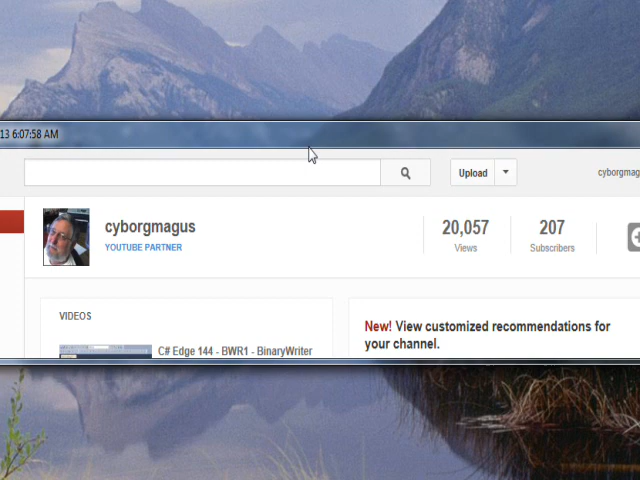 13 6:07:58 AM
Upload
cyborgmag
cyborgmagus
YOUTUBE PARTNER
20,057
Views
207
Subscribers
VIDEOS
C# Edge 144 - BWR1 - BinaryWriter
New! View customized recommendations for
your channel.